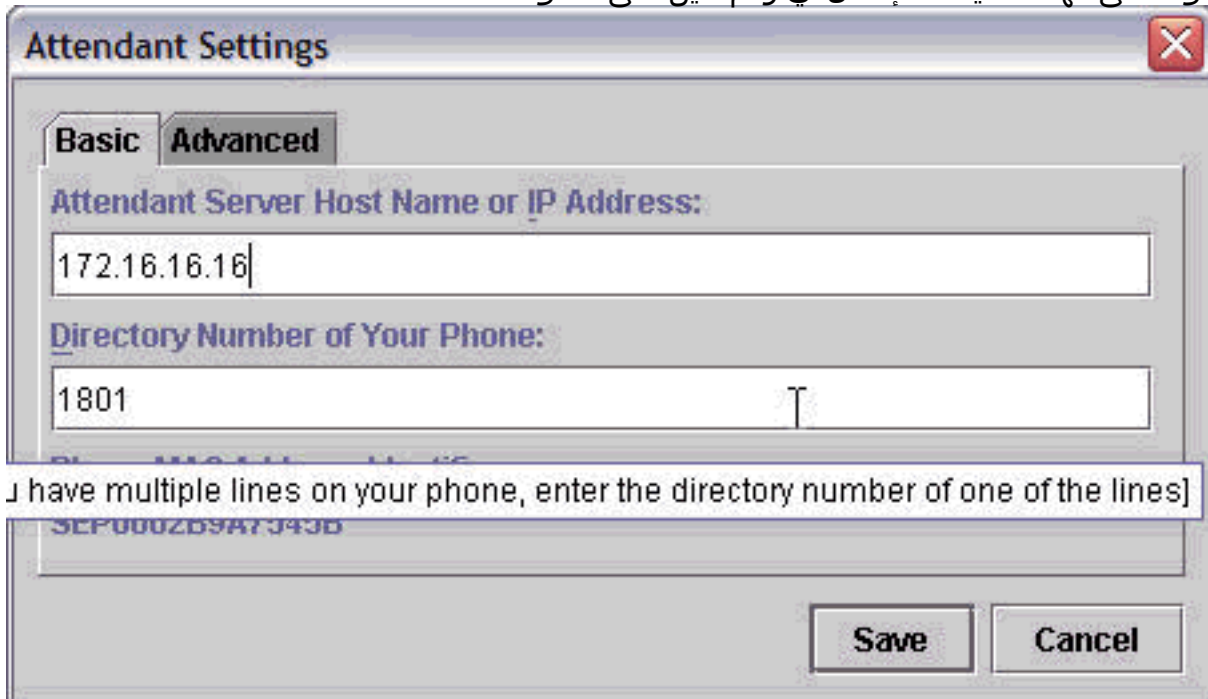 Attendant Settings
Basic Advanced
Attendant Server Host Name or IP Address:
172.16.16.16
Directory Number of Your Phone:
1801
have multiple lines on your phone, enter the directory number of one of the lines]
Save Cancel